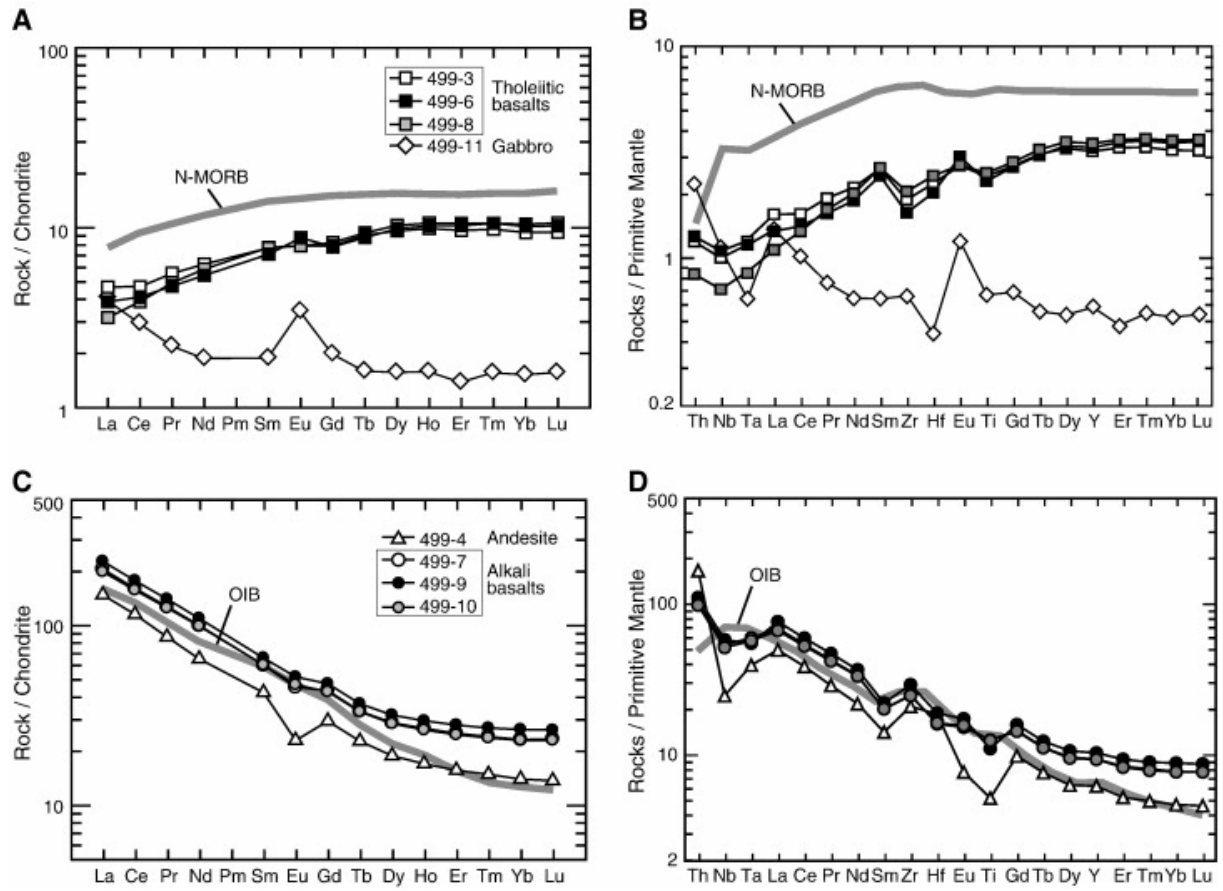 A
100
10
1
Rock / Chondrite
499-3
499-6
499-8
Tholeiitic
basalts
499-11 Gabbro
N-MORB
La Ce Pr Nd Pm Sm Eu Gd Tb Dy Ho Er Tm Yb Lu
B
10
1
0.2
Rocks / Primitive Mantle
N-MORB
Th Nb Ta La Ce Pr Nd Sm Zr Hf Eu Ti Gd Tb Dy Y Er Tm Yb Lu
C
500
100
10
Rock / Chondrite
499-4 Andesite
499-7
499-9
499-10
Alkali
basalts
OIB
La Ce Pr Nd Pm Sm Eu Gd Tb Dy Ho Er Tm Yb Lu
D
500
100
10
2
Rocks / Primitive Mantle
OIB
Th Nb Ta La Ce Pr Nd Sm Zr Hf Eu Ti Gd Tb Dy Y Er Tm Yb Lu